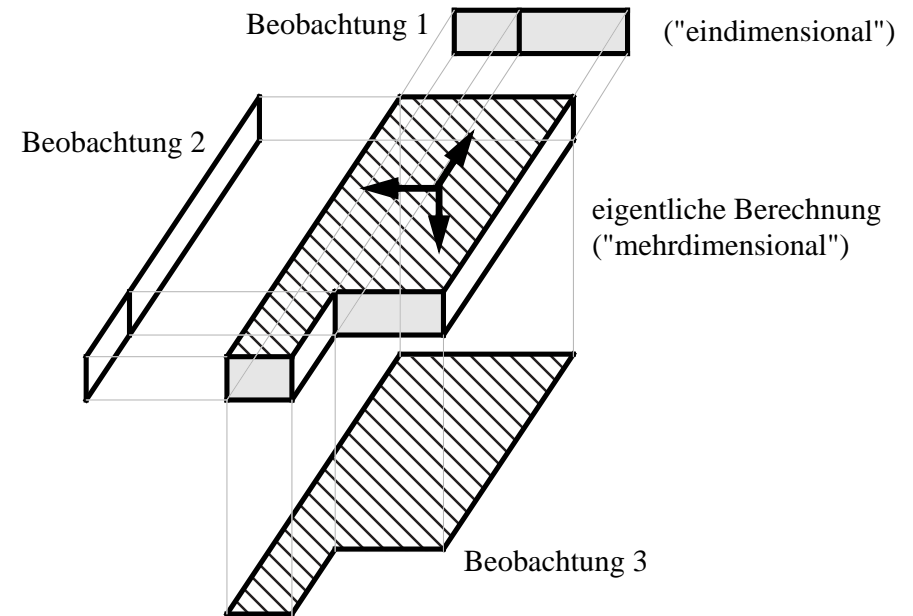 Beobachtung 1
("eindimensional")
Beobachtung 2
eigentliche Berechnung
("mehrdimensional")
Beobachtung 3